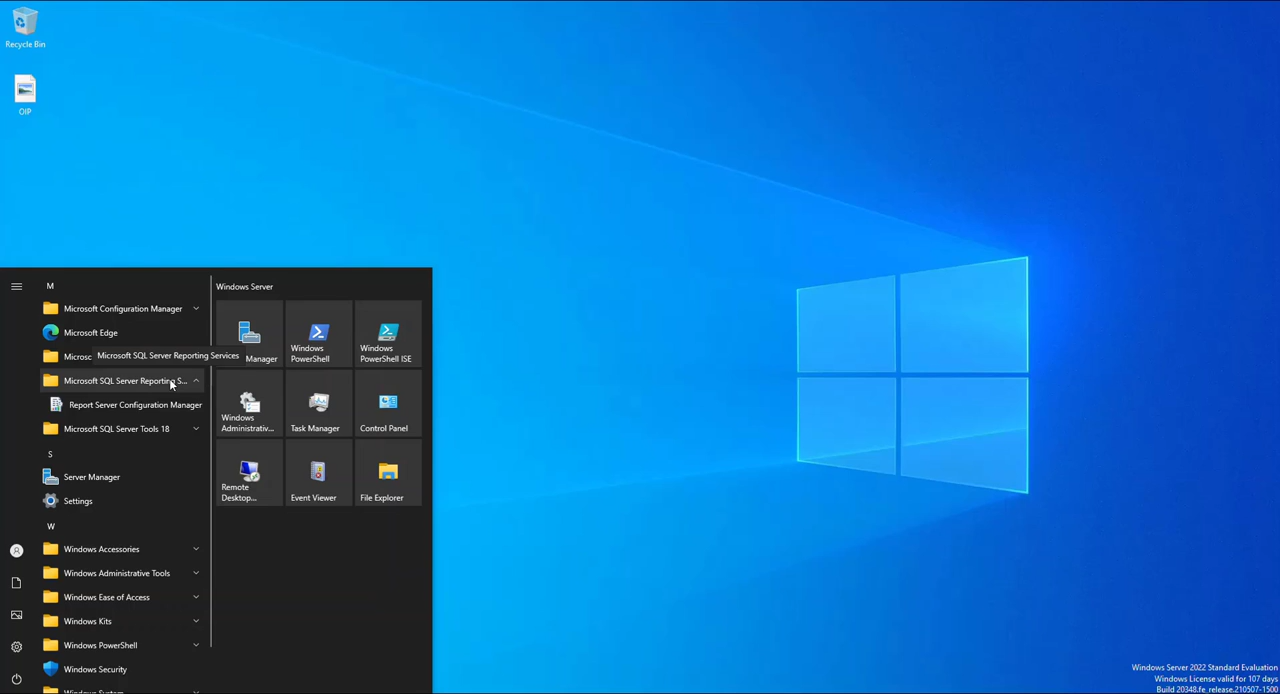 Recycle Bin
OIP
M
Windows Server
Microsoft Configuration Manager
Microsoft Edge
Microsoft SQL Server Reporting Services
Microsoft SQL Server Reporting S...
Report Server Configuration Manager
Microsoft SQL Server Tools 18
S
Server Manager
Settings
W
Windows Accessories
Windows Administrative Tools
Windows Ease of Access
Windows Kits
Windows PowerShell
Windows Security
Manager
Windows
PowerShell
Windows
PowerShell ISE
Windows
Administrativ...
Task Manager
Control Panel
Remote
Desktop...
Event Viewer
File Explorer
Windows Server 2022 Standard Evaluation
Windows License valid for 107 days
Build 20348.fe_release.210507-1500